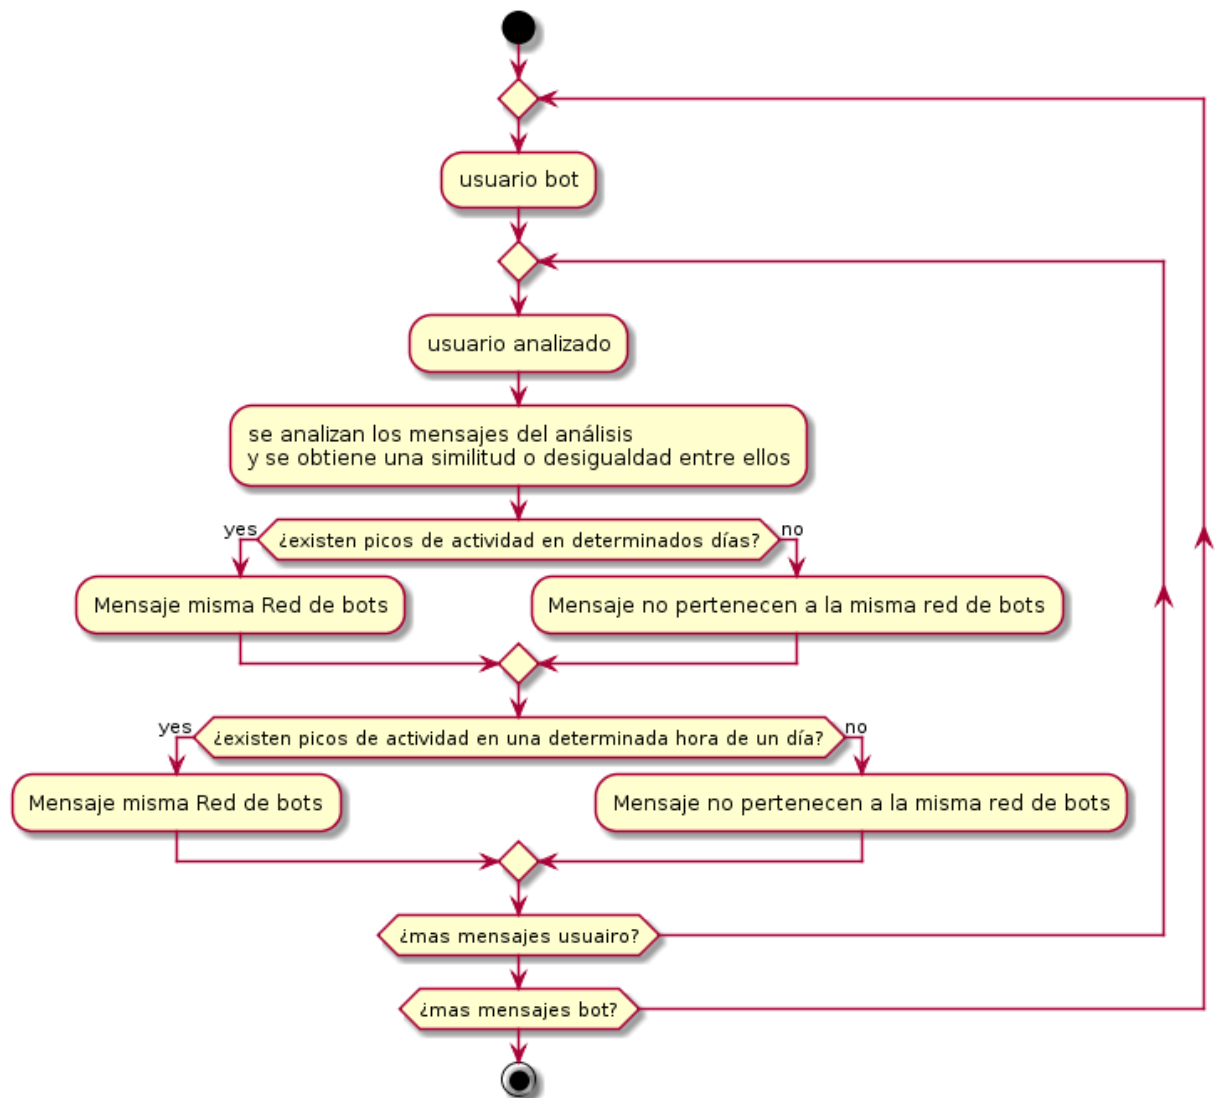 usuario bot
usuario analizado
se analizan los mensajes del análisis
y se obtiene una similitud o desigualdad entre ellos
yes
¿existen picos de actividad en determinados días?
no
Mensaje misma Red de bots
Mensaje no pertenecen a la misma red de bots
yes
¿existen picos de actividad en una determinada hora de un día?
no
Mensaje misma Red de bots
Mensaje no pertenecen a la misma red de bots
¿mas mensajes usuairo?
¿mas mensajes bot?